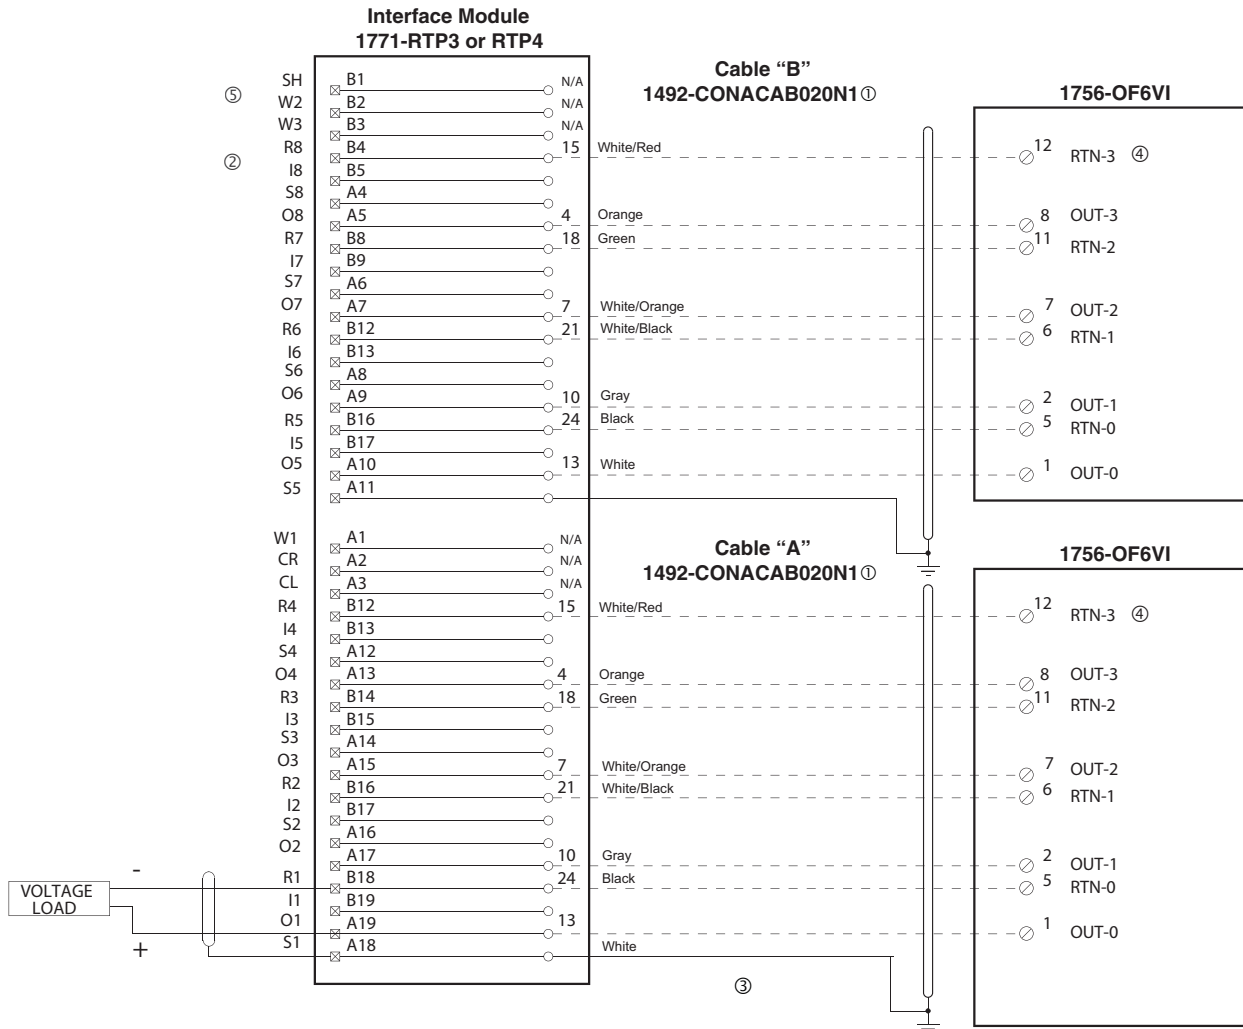 Interface Module
1771-RTP3 or RTP4
Cable “B”
1492-CONACAB020N1①
1756-OF6VI
⑤
②
SH B1 N/A
W2 B2 N/A
W3 B3 N/A
R8 B4 15 White/Red 12 RTN-3 ④
I8 B5
S8 A4
O8 A5 4 Orange 8 OUT-3
R7 B8 18 Green 11 RTN-2
I7 B9
S7 A6
O7 A7 7 White/Orange 7 OUT-2
R6 B12 21 White/Black 6 RTN-1
I6 B13
S6 A8
O6 A9 10 Gray 2 OUT-1
R5 B16 24 Black 5 RTN-0
I5 B17
O5 A10 13 White 1 OUT-0
S5 A11
Cable “A”
1492-CONACAB020N1①
1756-OF6VI
W1 A1 N/A
CR A2 N/A
CL A3 N/A
R4 B12 15 White/Red 12 RTN-3 ④
I4 B13
S4 A12
O4 A13 4 Orange 8 OUT-3
R3 B14 18 Green 11 RTN-2
I3 B15
S3 A14
O3 A15 7 White/Orange 7 OUT-2
R2 B16 21 White/Black 6 RTN-1
I2 B17
S2 A16
O2 A17 10 Gray 2 OUT-1
R1 B18 24 Black 5 RTN-0
I1 B19
O1 A19 13 1 OUT-0
S1 A18 White
-
VOLTAGE
LOAD
+
③